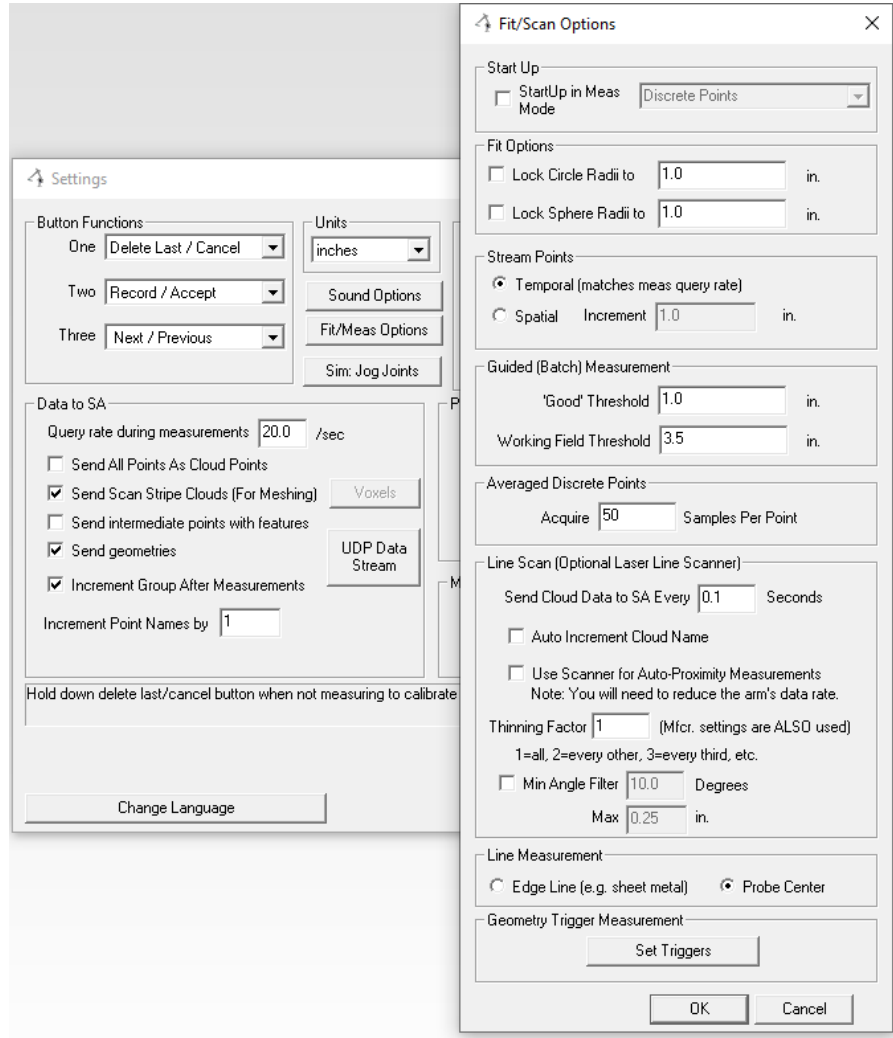 Settings
Button Functions
One Delete Last / Cancel
Two Record / Accept
Three Next / Previous
Units
inches
Sound Options
Fit/Meas Options
Sim: Jog Joints
Data to SA
Query rate during measurements 20.0 /sec
Send All Points As Cloud Points
Send Scan Stripe Clouds (For Meshing)
Voxels
Send intermediate points with features
Send geometries
UDP Data
Stream
Increment Group After Measurements
Increment Point Names by 1
P
M
Hold down delete last/cancel button when not measuring to calibrate
Change Language
Fit/Scan Options
Start Up
StartUp in Meas
Mode
Discrete Points
Fit Options
Lock Circle Radii to 1.0 in.
Lock Sphere Radii to 1.0 in.
Stream Points
Temporal (matches meas query rate)
Spatial Increment 1.0 in.
Guided (Batch) Measurement
'Good' Threshold 1.0 in.
Working Field Threshold 3.5 in.
Averaged Discrete Points
Acquire 50 Samples Per Point
Line Scan (Optional Laser Line Scanner)
Send Cloud Data to SA Every 0.1 Seconds
Auto Increment Cloud Name
Use Scanner for Auto-Proximity Measurements
Note: You will need to reduce the arm's data rate.
Thinning Factor 1 (Mfcr. settings are ALSO used)
1=all, 2=every other, 3=every third, etc.
Min Angle Filter 10.0 Degrees
Max 0.25 in.
Line Measurement
Edge Line (e.g. sheet metal) Probe Center
Geometry Trigger Measurement
Set Triggers
OK Cancel